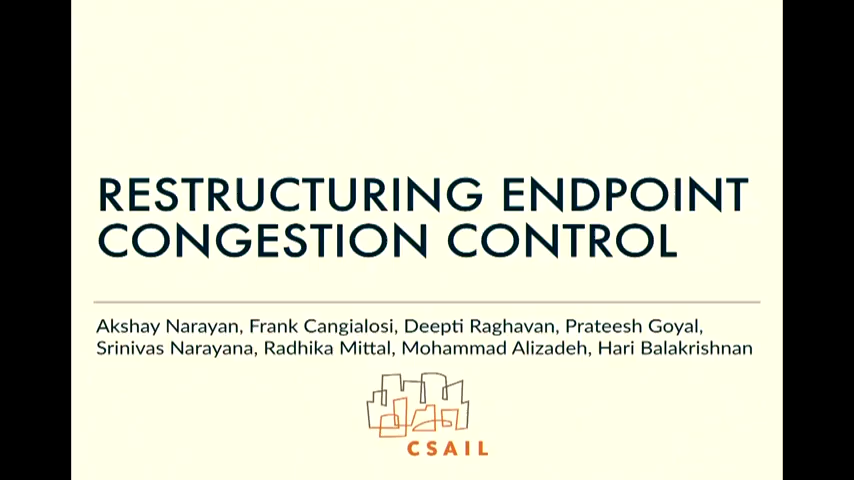 RESTRUCTURING ENDPOINT
CONGESTION CONTROL
Akshay Narayan, Frank Cangialosi, Deepti Raghavan, Prateesh Goyal,
Srinivas Narayana, Radhika Mittal, Mohammad Alizadeh, Hari Balakrishnan
CSAIL